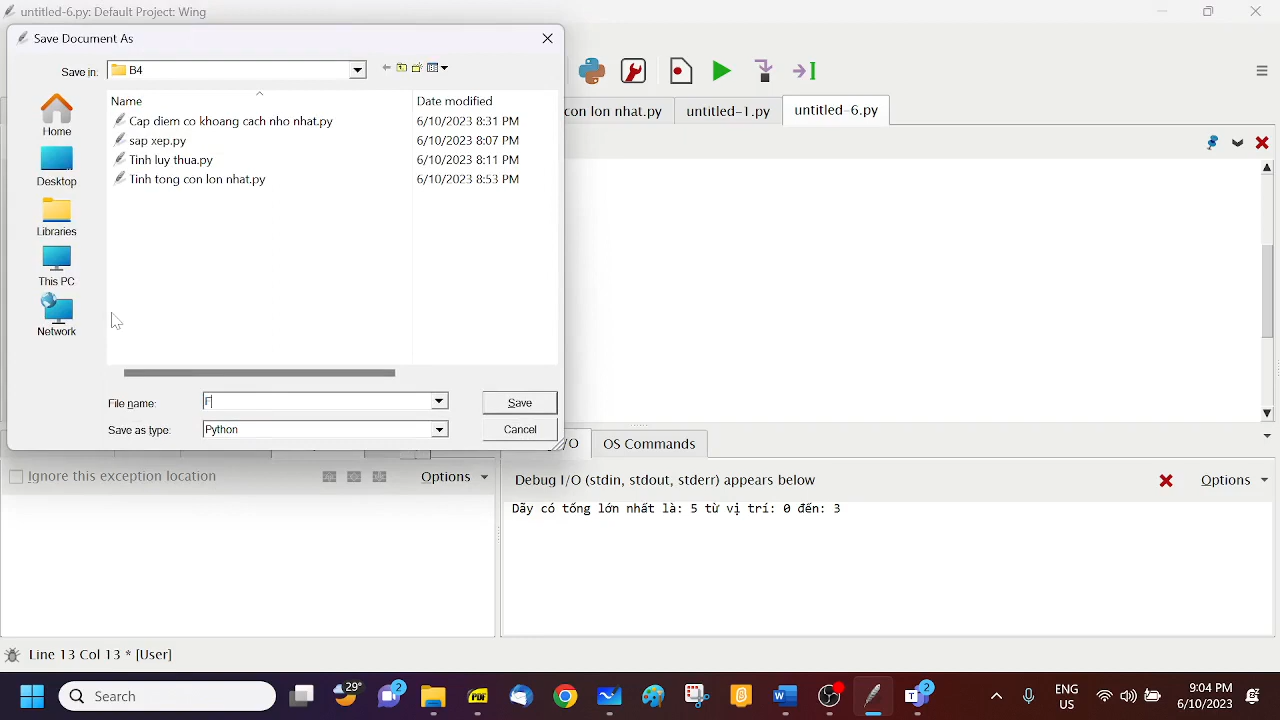 untitled-6.py: Default Project: Wing
Save Document As
Save in:
B4
con lon nhat.py
untitled-1.py
untitled-6.py
Name
Date modified
Cap diem co khoang cach nho nhat.py
6/10/2023 8:31 PM
sap xep.py
6/10/2023 8:07 PM
Tinh luy thua.py
6/10/2023 8:11 PM
Tinh tong con lon nhat.py
6/10/2023 8:53 PM
Home
Desktop
Libraries
This PC
Network
File name:
F
Save
Save as type:
Python
Cancel
I/O
OS Commands
Ignore this exception location
Options
Debug I/O (stdin, stdout, stderr) appears below
Options
Dãy có tổng lớn nhất là: 5 từ vị trí: 0 đến: 3
Line 13 Col 13 * [User]
Search
29°
2
PDF
2
ENG
US
9:04 PM
6/10/2023